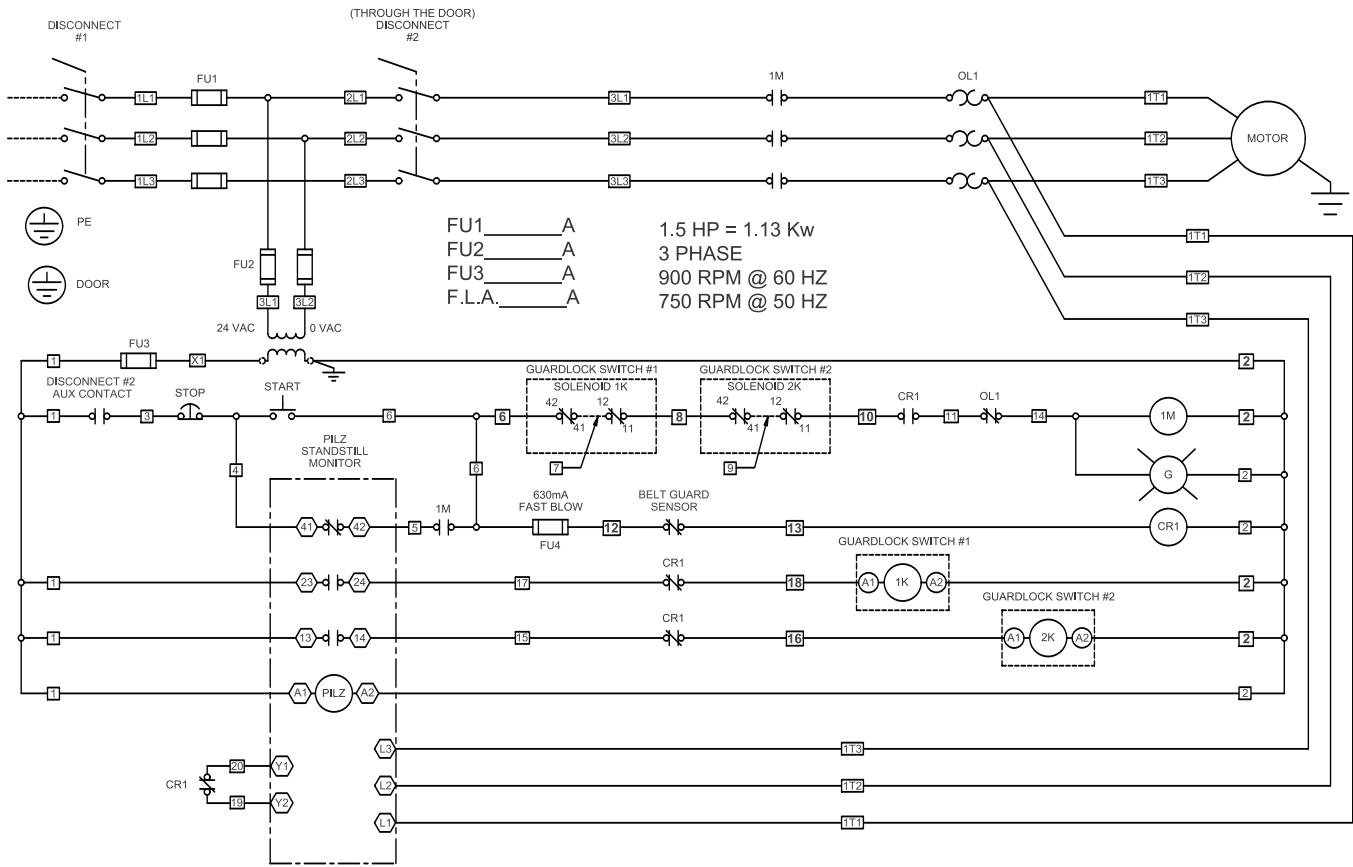 DISCONNECT
#1
(THROUGH THE DOOR)
DISCONNECT
#2
FU1
1M
OL1
1L1
2L1
3L1
1T1
1L2
2L2
3L2
1T2
MOTOR
1L3
2L3
3L3
1T3
PE
DOOR
FU1_______A
FU2_______A
FU3_______A
F.L.A._______A
1.5 HP = 1.13 Kw
3 PHASE
900 RPM @ 60 HZ
750 RPM @ 50 HZ
1T1
1T2
1T3
FU2
3L1
3L2
24 VAC
0 VAC
1
FU3
X1
2
DISCONNECT #2
AUX CONTACT
STOP
START
GUARDLOCK SWITCH #1
SOLENOID 1K
GUARDLOCK SWITCH #2
SOLENOID 2K
1
3
6
6
42
41
12
11
8
42
41
12
11
10
CR1
11
OL1
14
1M
2
7
9
4
6
G
2
PILZ
STANDSTILL
MONITOR
41
42
5
1M
630mA
FAST BLOW
FU4
12
BELT GUARD
SENSOR
13
CR1
2
GUARDLOCK SWITCH #1
1
23
24
17
CR1
18
A1
1K
A2
2
GUARDLOCK SWITCH #2
1
13
14
15
CR1
16
A1
2K
A2
2
1
A1
PILZ
A2
2
L3
1T3
CR1
20
Y1
L2
1T2
19
Y2
L1
1T1